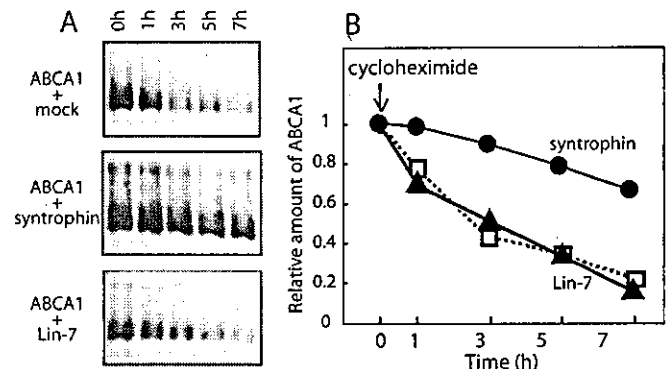 A
0h 1h 3h 5h 7h
ABCA1
+
mock
ABCA1
+
syntrophin
ABCA1
+
Lin-7
B
cycloheximide
Relative amount of ABCA1
1
0.8
0.6
0.4
0.2
0
syntrophin
Lin-7
0 1 3 5 7
Time (h)